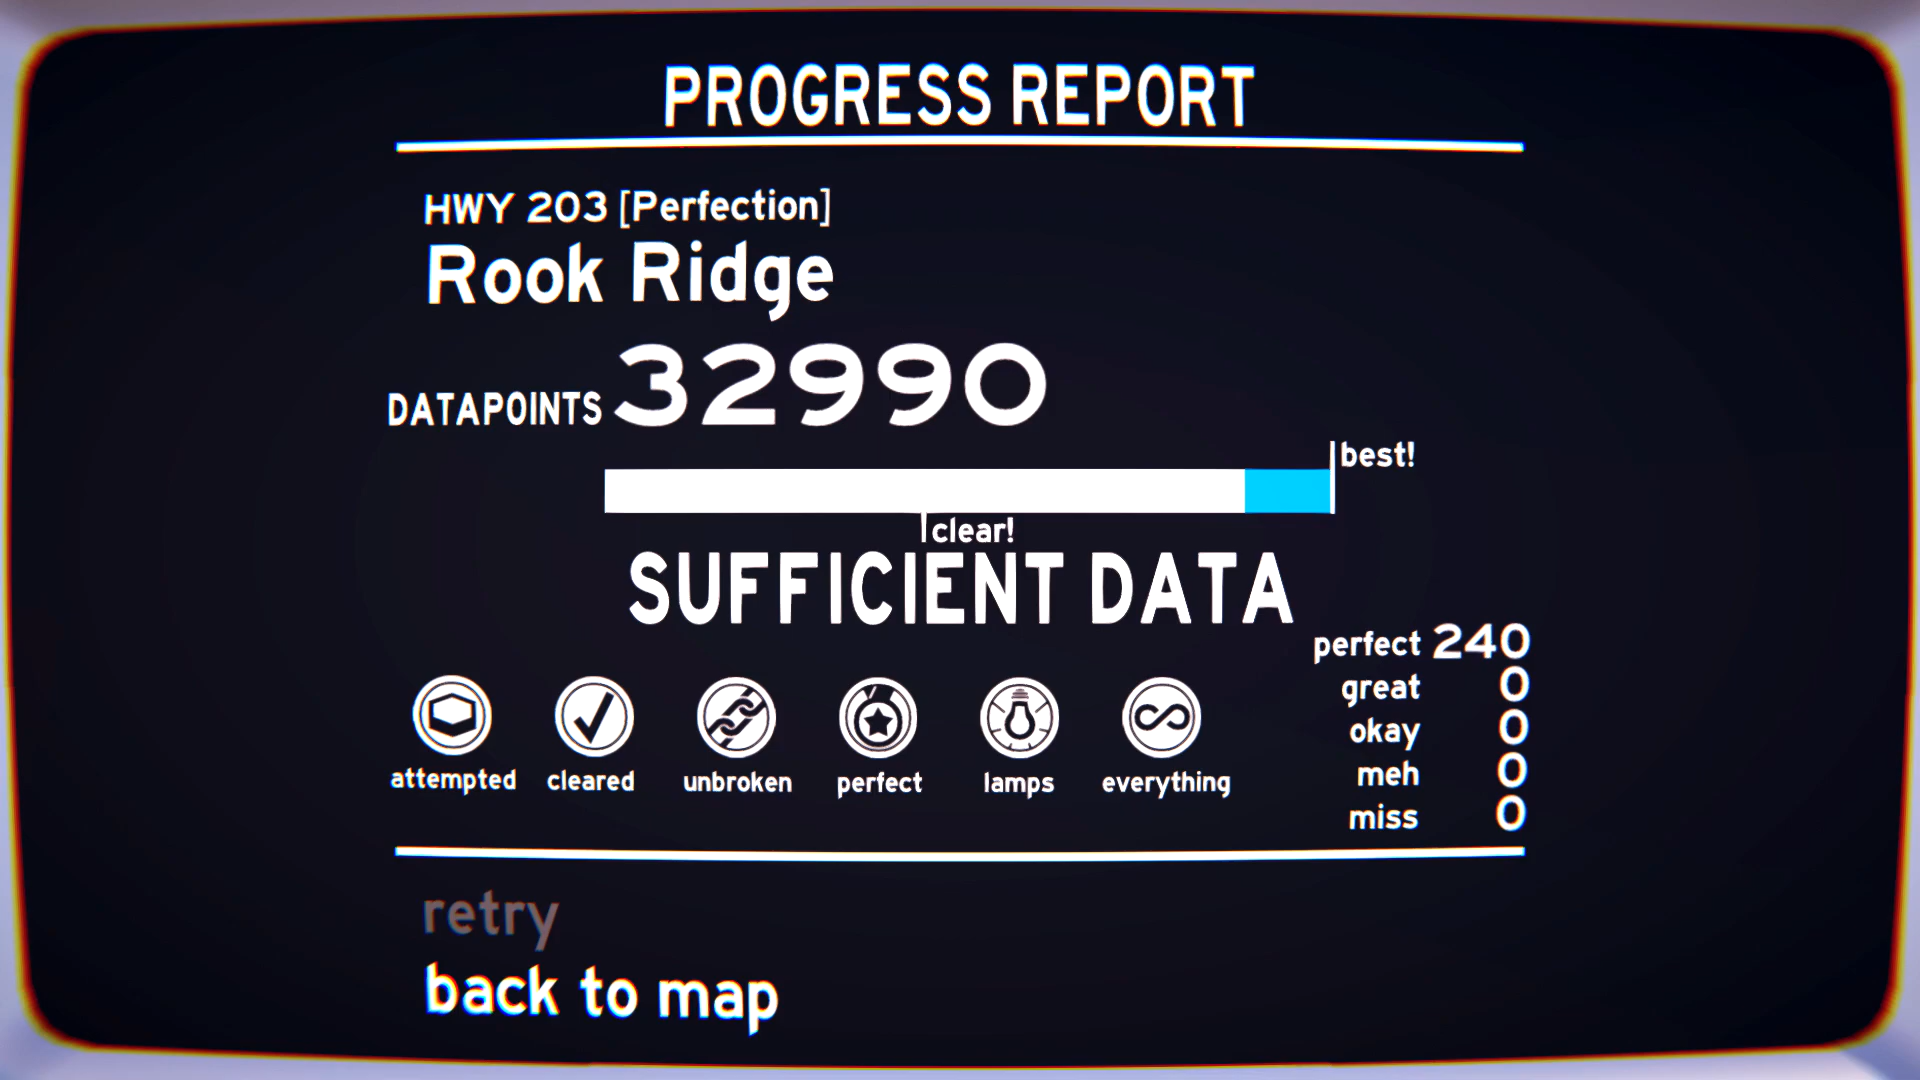 PROGRESS REPORT
HWY 203 [Perfection]
Rook Ridge
DATAPOINTS 32990
best!
clear!
SUFFICIENT DATA
perfect 240
great 0
okay 0
meh 0
miss 0
attempted cleared unbroken perfect lamps everything
retry
back to map